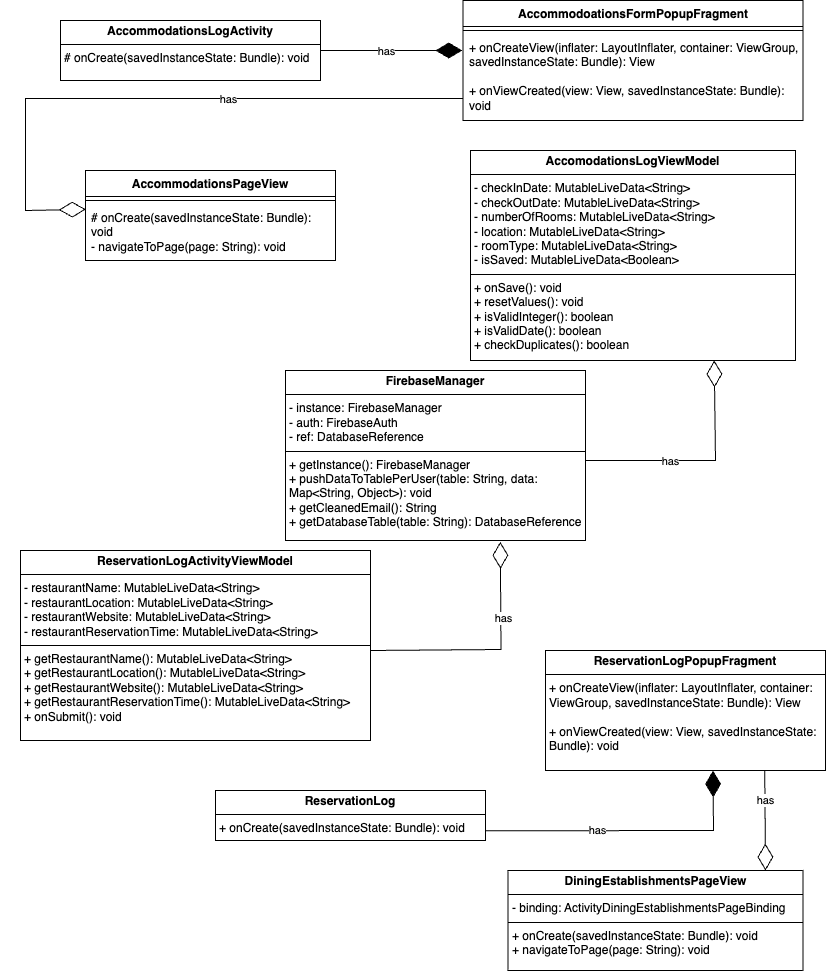 AccommodationsLogActivity
# onCreate(savedInstanceState: Bundle): void
has
AccommodoationsFormPopupFragment
+ onCreateView(inflater: LayoutInflater, container: ViewGroup,
savedInstanceState: Bundle): View
+ onViewCreated(view: View, savedInstanceState: Bundle):
void
has
AccommodationsPageView
# onCreate(savedInstanceState: Bundle):
void
- navigateToPage(page: String): void
AccomodationsLogViewModel
- checkInDate: MutableLiveData<String>
- checkOutDate: MutableLiveData<String>
- numberOfRooms: MutableLiveData<String>
- location: MutableLiveData<String>
- roomType: MutableLiveData<String>
- isSaved: MutableLiveData<Boolean>
+ onSave(): void
+ resetValues(): void
+ isValidInteger(): boolean
+ isValidDate(): boolean
+ checkDuplicates(): boolean
FirebaseManager
- instance: FirebaseManager
- auth: FirebaseAuth
- ref: DatabaseReference
+ getInstance(): FirebaseManager
+ pushDataToTablePerUser(table: String, data:
Map<String, Object>): void
+ getCleanedEmail(): String
+ getDatabaseTable(table: String): DatabaseReference
has
ReservationLogActivityViewModel
- restaurantName: MutableLiveData<String>
- restaurantLocation: MutableLiveData<String>
- restaurantWebsite: MutableLiveData<String>
- restaurantReservationTime: MutableLiveData<String>
+ getRestaurantName(): MutableLiveData<String>
+ getRestaurantLocation(): MutableLiveData<String>
+ getRestaurantWebsite(): MutableLiveData<String>
+ getRestaurantReservationTime(): MutableLiveData<String>
+ onSubmit(): void
has
ReservationLogPopupFragment
+ onCreateView(inflater: LayoutInflater, container:
ViewGroup, savedInstanceState: Bundle): View
+ onViewCreated(view: View, savedInstanceState:
Bundle): void
ReservationLog
+ onCreate(savedInstanceState: Bundle): void
has
has
DiningEstablishmentsPageView
- binding: ActivityDiningEstablishmentsPageBinding
+ onCreate(savedInstanceState: Bundle): void
+ navigateToPage(page: String): void